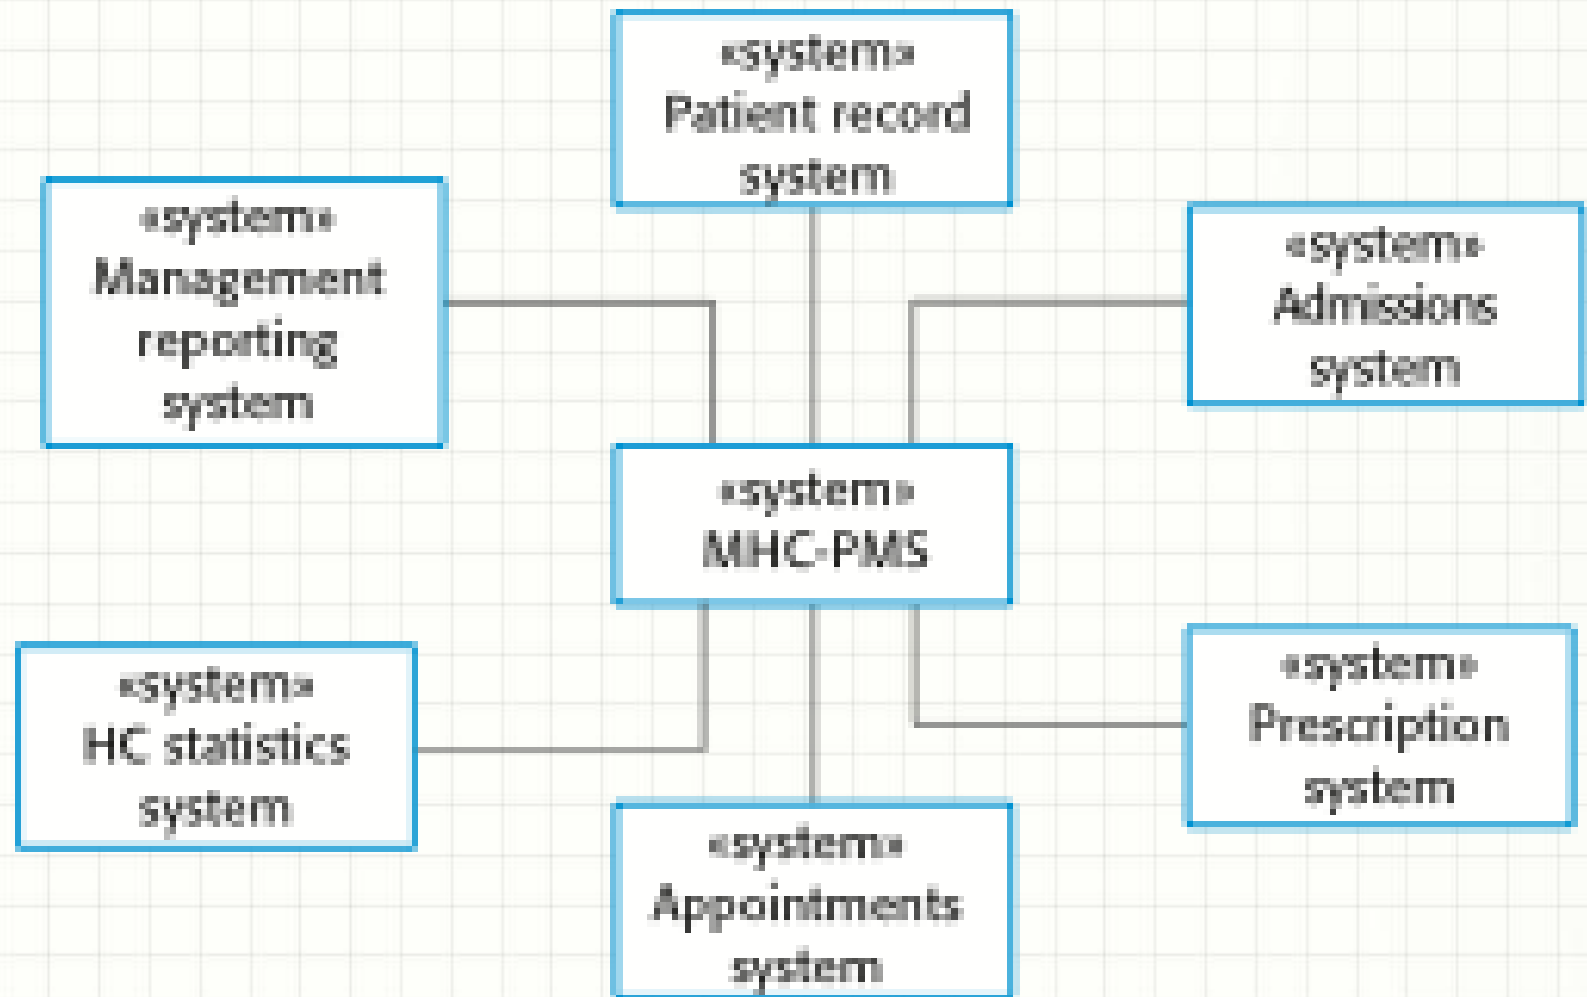 «system»
Patient record
system
«system»
Management
reporting
system
«system»
Admissions
system
«system»
MHC-PMS
«system»
HC statistics
system
«system»
Prescription
system
«system»
Appointments
system